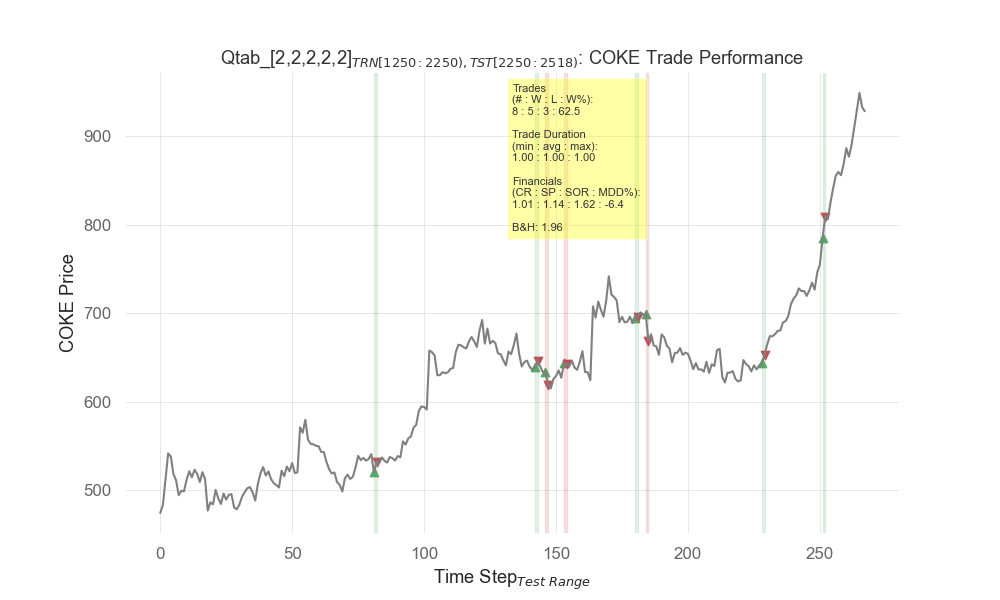 Qtab_[2,2,2,2,2]TRN[1250:2250),TST[2250:2518): COKE Trade Performance
Trades
(# : W : L : W%):
8 : 5 : 3 : 62.5
Trade Duration
(min : avg : max):
1.00 : 1.00 : 1.00
Financials
(CR : SP : SOR : MDD%):
1.01 : 1.14 : 1.62 : -6.4
B&H: 1.96
COKE Price
900
800
700
600
500
0 50 100 150 200 250
Time StepTest Range